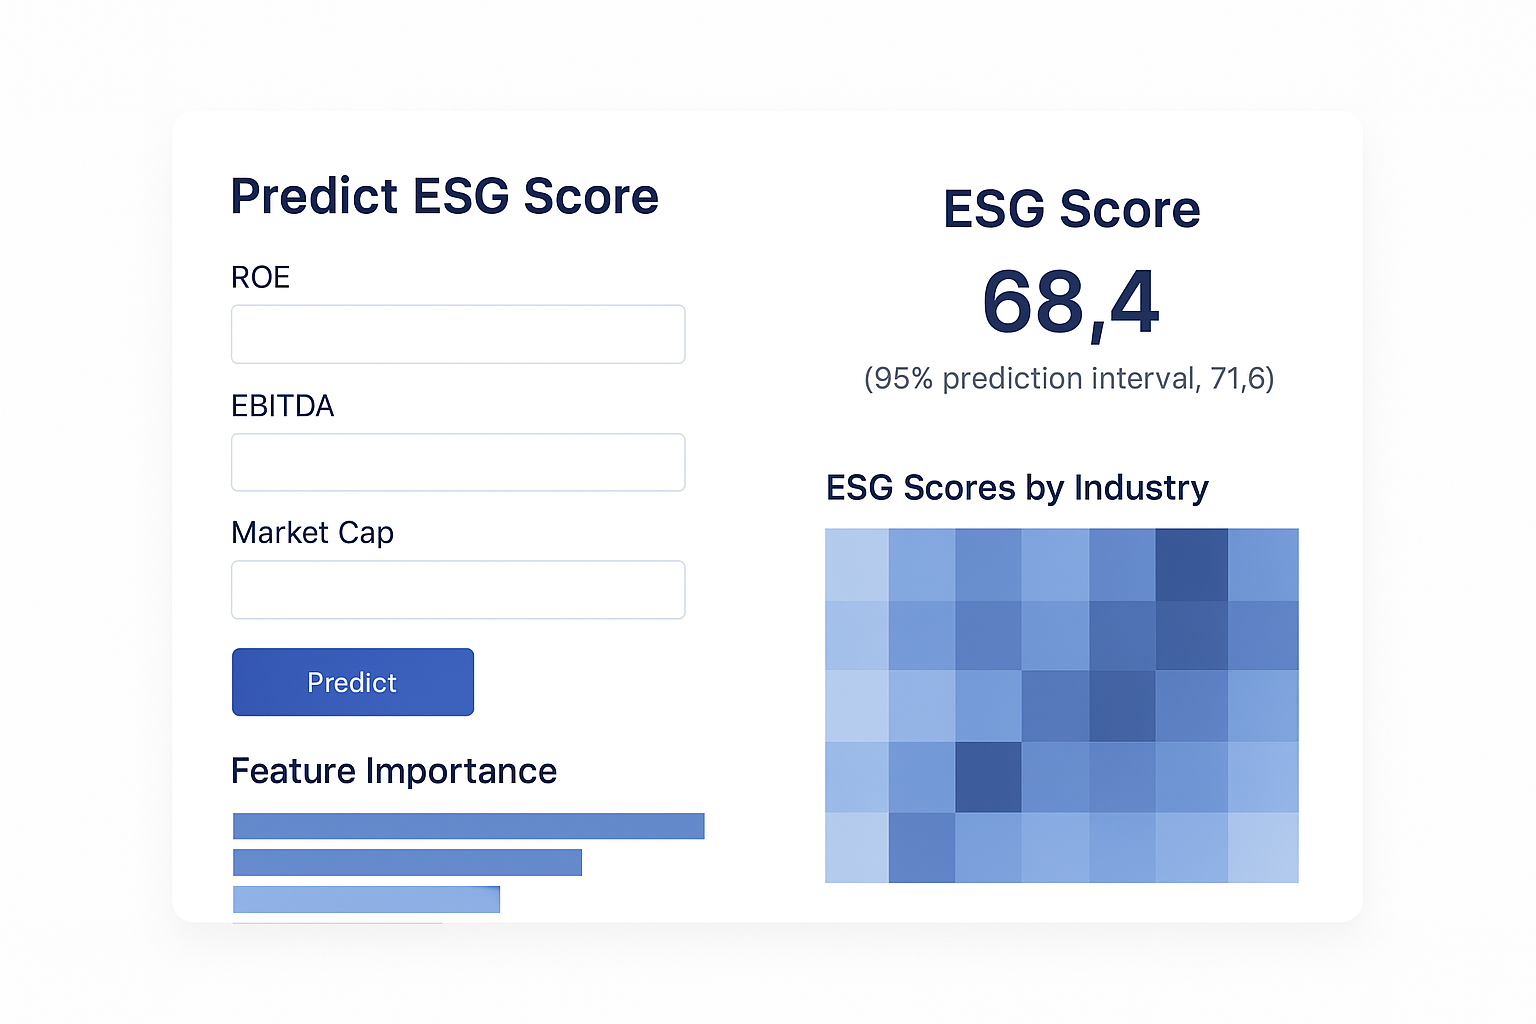 Predict ESG Score
ROE
EBITDA
Market Cap
Predict
Feature Importance
ESG Score
68,4
(95% prediction interval, 71,6)
ESG Scores by Industry